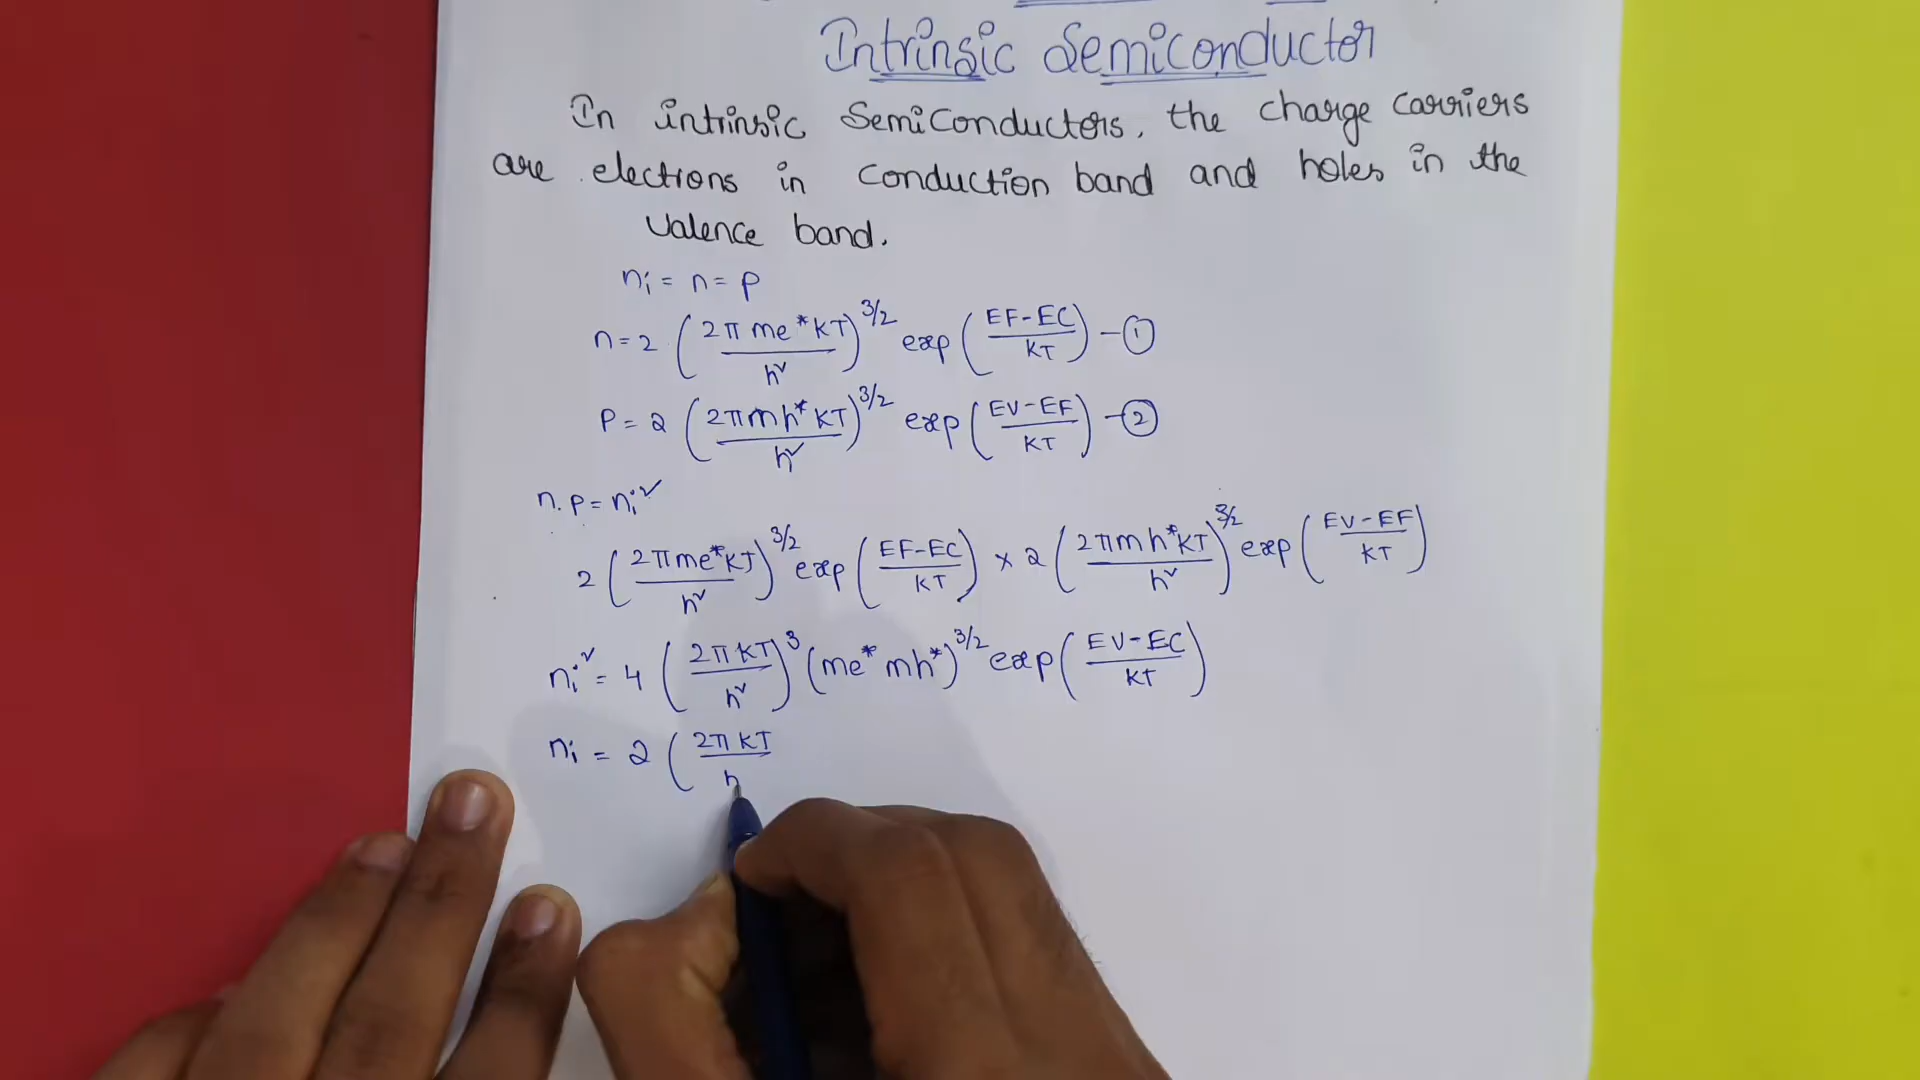 Intrinsic Semiconductor
In intrinsic Semiconductors, the charge carriers
are elections in conduction band and holes in the
Valence band.
ni = n = p
n = 2 (2π me* KT / h²)^3/2 exp (EF-EC / KT) - ①
P = 2 (2π mh* KT / h²)^3/2 exp (EV-EF / KT) - ②
n.p = ni²
2 (2π me* KT / h²)^3/2 exp (EF-EC / KT) × 2 (2π mh* KT / h²)^3/2 exp (EV-EF / KT)
ni² = 4 (2π KT / h²)^3 (me* mh*)^3/2 exp (EV-EC / KT)
ni = 2 (2π KT / h